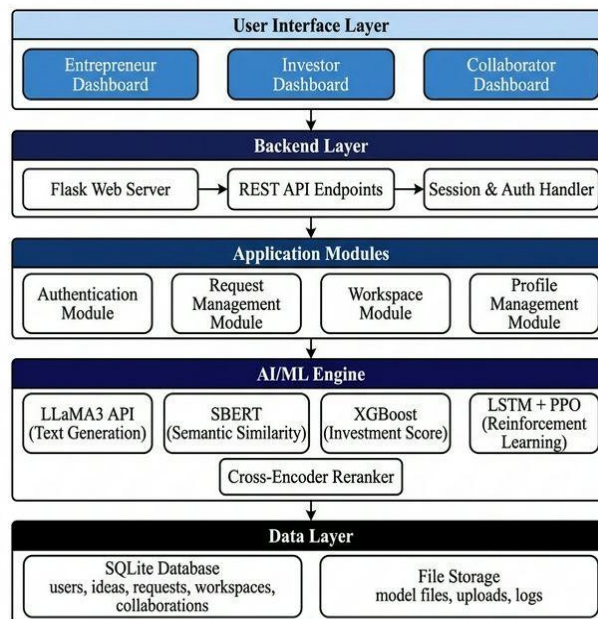 User Interface Layer
Entrepreneur
Dashboard
Investor
Dashboard
Collaborator
Dashboard
Backend Layer
Flask Web Server
REST API Endpoints
Session & Auth Handler
Application Modules
Authentication
Module
Request
Management
Module
Workspace
Module
Profile
Management
Module
AI/ML Engine
LLaMA3 API
(Text Generation)
SBERT
(Semantic Similarity)
XGBoost
(Investment Score)
LSTM + PPO
(Reinforcement
Learning)
Cross-Encoder Reranker
Data Layer
SQLite Database
users, ideas, requests, workspaces,
collaborations
File Storage
model files, uploads, logs